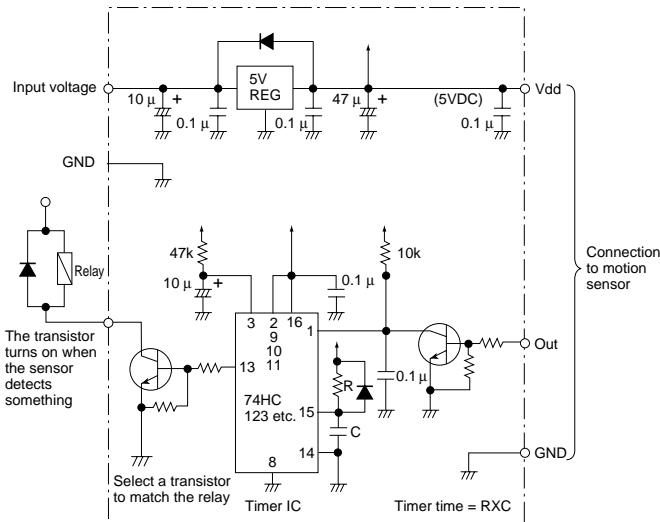 Input voltage
10 μ
+
0.1 μ
5V
REG
0.1 μ
47 μ
+
(5VDC)
0.1 μ
Vdd
GND
Relay
The transistor
turns on when
the sensor
detects
something
47k
10 μ
+
0.1 μ
10k
3
2
16
9
10
11
1
13
74HC
123 etc.
15
14
8
R
C
0.1 μ
Out
GND
Connection
to motion
sensor
Select a transistor
to match the relay
Timer IC
Timer time = RXC